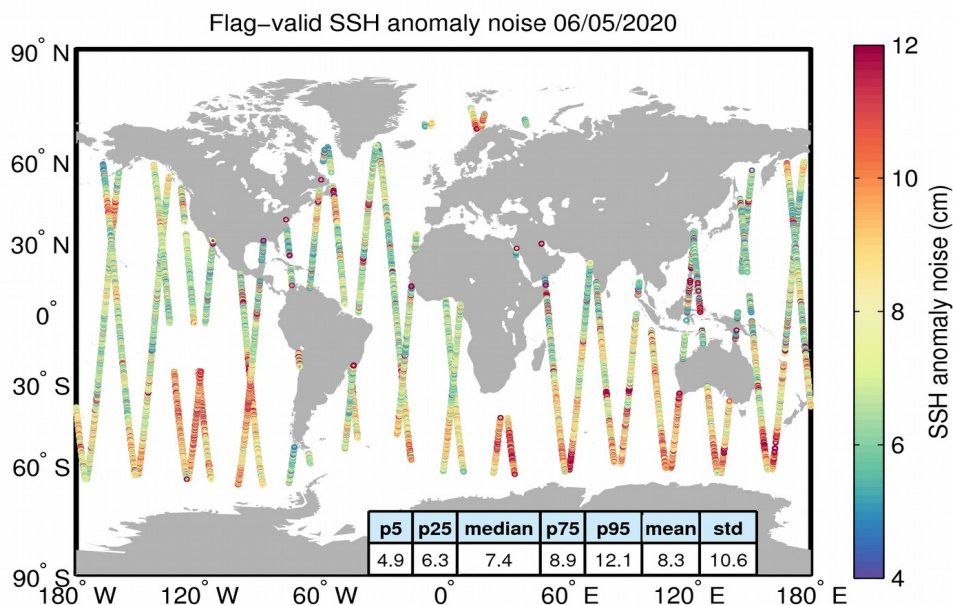 Flag−valid SSH anomaly noise 06/05/2020
90° N
60° N
30° N
0°
30° S
60° S
90° S
180° W
120° W
60° W
0°
60° E
120° E
180° E
p5 p25 median p75 p95 mean std
4.9 6.3 7.4 8.9 12.1 8.3 10.6
12
10
8
6
4
SSH anomaly noise (cm)